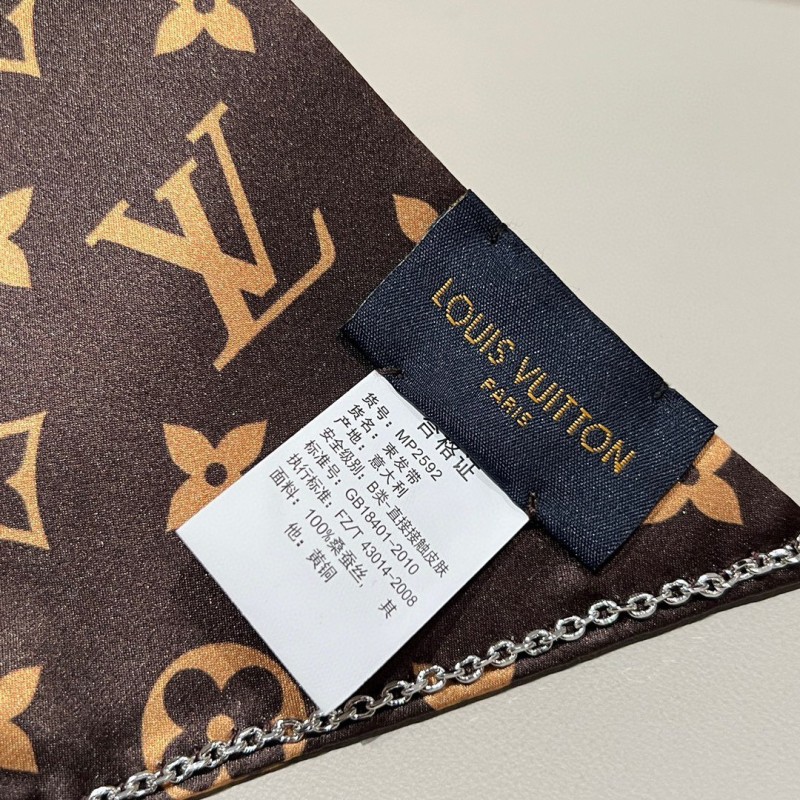 LOUIS VUITTON
PARIS
合格证
货号: MP2592
货名: 束发带
产地: 意大利
安全级别: B类-直接接触皮肤
标准号: GB18401-2010
执行标准: FZ/T 43014-2008
面料: 100%桑蚕丝, 其
他: 黄铜